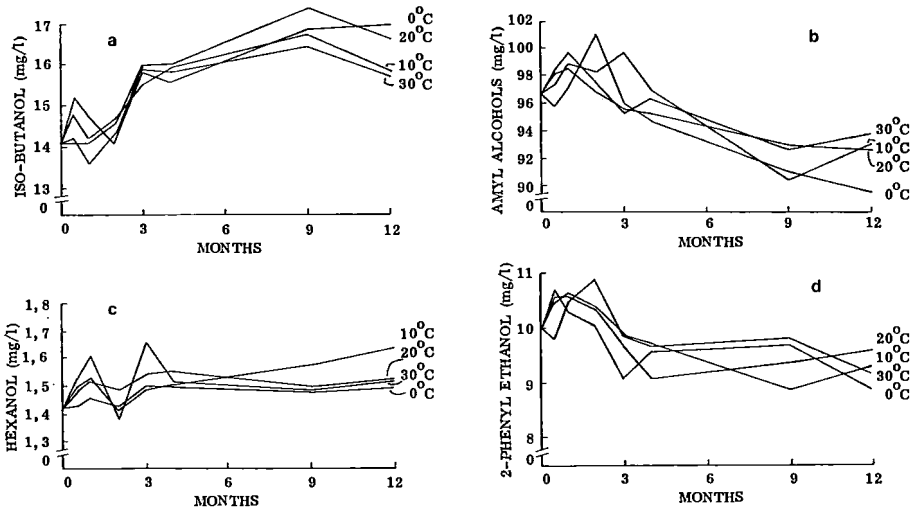 a
ISO-BUTANOL (mg/l)
17
16
15
14
13
0
0 3 6 9 12
MONTHS
0°C
20°C
10°C
30°C
b
AMYL ALCOHOLS (mg/l)
102
100
98
96
94
92
90
0
0 3 6 9 12
MONTHS
30°C
10°C
20°C
0°C
c
HEXANOL (mg/l)
1,8
1,7
1,6
1,5
1,4
1,3
0
0 3 6 9 12
MONTHS
10°C
20°C
30°C
0°C
d
2-PHENYL ETHANOL (mg/l)
11
10
9
8
0
0 3 6 9 12
MONTHS
20°C
10°C
30°C
0°C